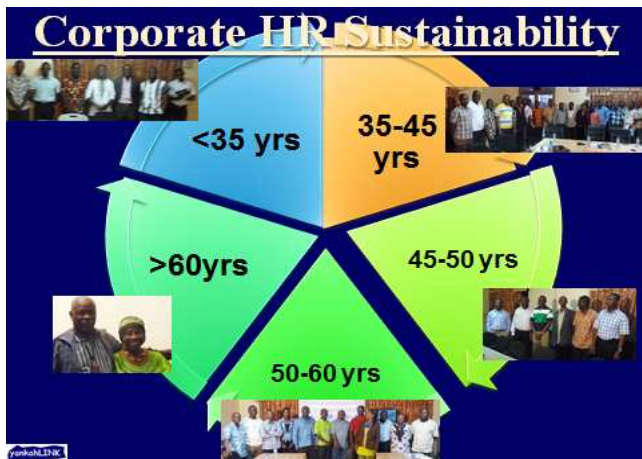 Corporate HR Sustainability
<35 yrs
35-45
yrs
>60yrs
45-50 yrs
50-60 yrs
yankahLINK